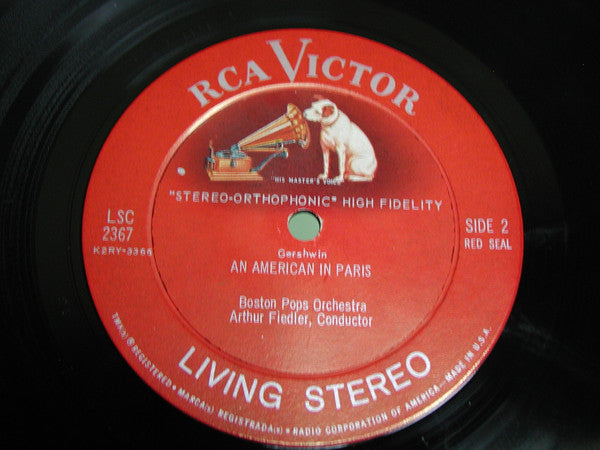 RCA VICTOR
"HIS MASTER'S VOICE"
"STEREO-ORTHOPHONIC" HIGH FIDELITY
LSC
2367
K2RY-3366
SIDE 2
RED SEAL
Gershwin
AN AMERICAN IN PARIS
Boston Pops Orchestra
Arthur Fiedler, Conductor
LIVING STEREO
TMK(s) ® REGISTERED • MARCA(s) REGISTRADA(s) • RADIO CORPORATION OF AMERICA—MADE IN U.S.A.